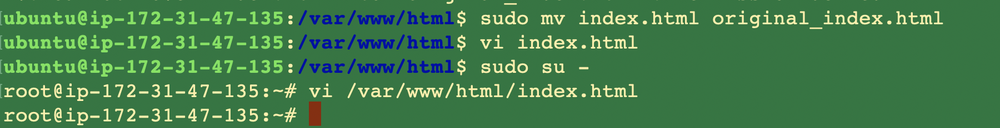 ubuntu@ip-172-31-47-135:/var/www/html$ sudo mv index.html original_index.html
ubuntu@ip-172-31-47-135:/var/www/html$ vi index.html
ubuntu@ip-172-31-47-135:/var/www/html$ sudo su -
root@ip-172-31-47-135:~# vi /var/www/html/index.html
root@ip-172-31-47-135:~#